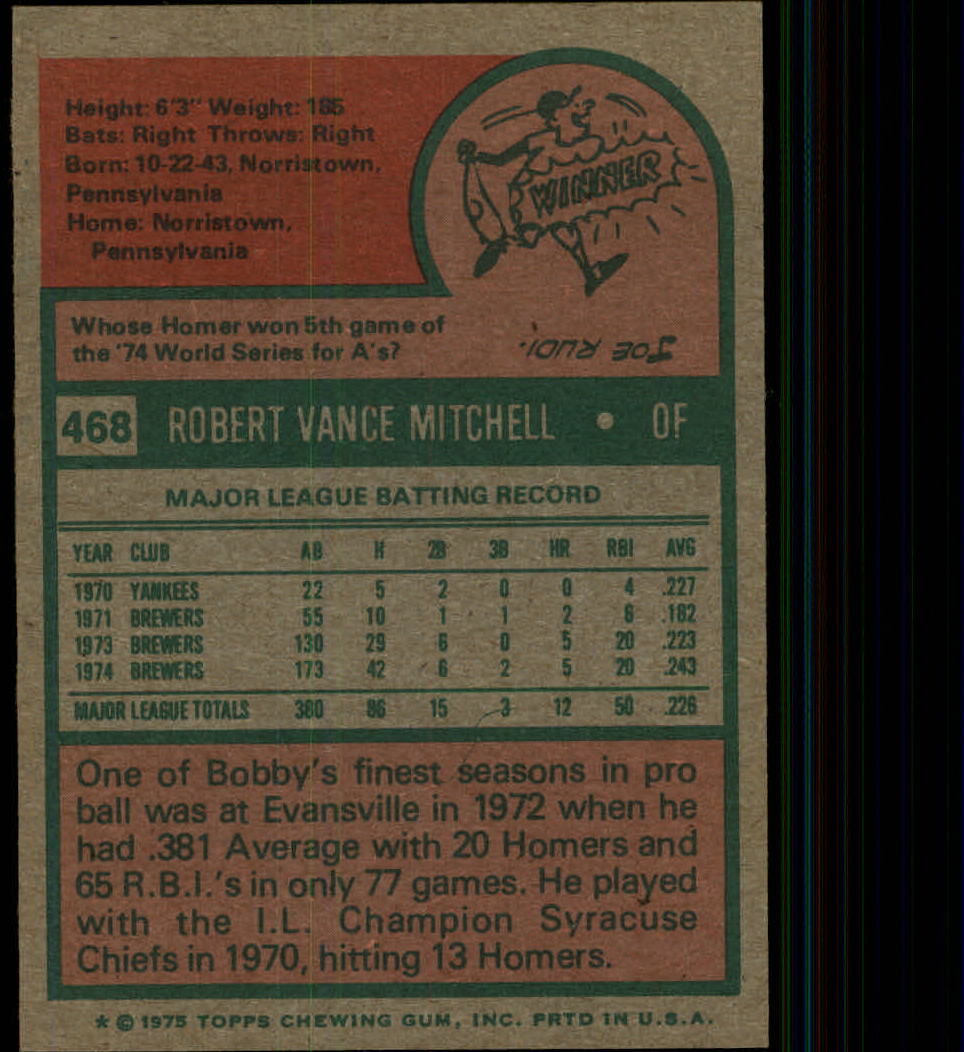 Height: 6'3" Weight: 185
Bats: Right Throws: Right
Born: 10-22-43, Norristown,
Pennsylvania
Home: Norristown,
Pennsylvania
WINNER
Whose Homer won 5th game of
the '74 World Series for A's?
JOE RUDI.
468 ROBERT VANCE MITCHELL • OF
MAJOR LEAGUE BATTING RECORD
YEAR CLUB AB H 2B 3B HR RBI AVG
1970 YANKEES 22 5 2 0 0 4 .227
1971 BREWERS 55 10 1 1 2 6 .182
1973 BREWERS 130 29 6 0 5 20 .223
1974 BREWERS 173 42 6 2 5 20 .243
MAJOR LEAGUE TOTALS 380 86 15 3 12 50 .226
One of Bobby's finest seasons in pro
ball was at Evansville in 1972 when he
had .381 Average with 20 Homers and
65 R.B.I.'s in only 77 games. He played
with the I.L. Champion Syracuse
Chiefs in 1970, hitting 13 Homers.
* © 1975 TOPPS CHEWING GUM, INC. PRTD IN U.S.A.